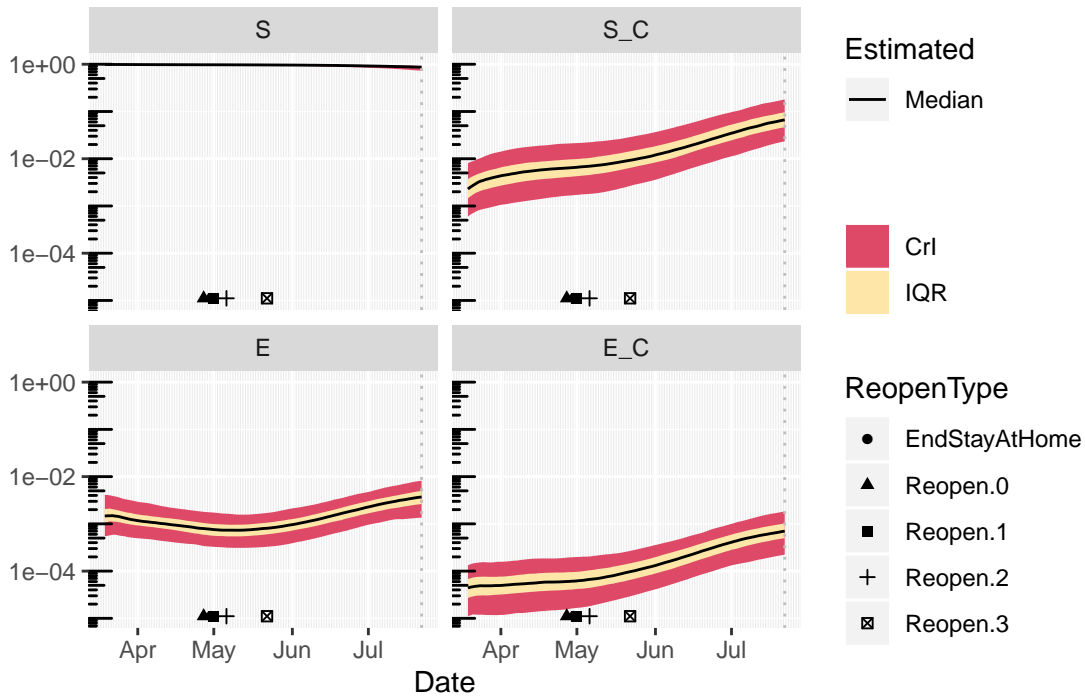 S
S_C
1e+00
1e−02
1e−04
E
E_C
1e+00
1e−02
1e−04
Apr
May
Jun
Jul
Apr
May
Jun
Jul
Date
Estimated
Median
CrI
IQR
ReopenType
EndStayAtHome
Reopen.0
Reopen.1
Reopen.2
Reopen.3